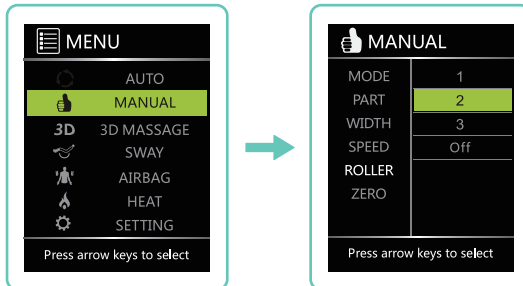 MENU
AUTO
MANUAL
3D 3D MASSAGE
SWAY
AIRBAG
HEAT
SETTING
Press arrow keys to select
MANUAL
MODE 1
PART 2
WIDTH 3
SPEED Off
ROLLER
ZERO
Press arrow keys to select